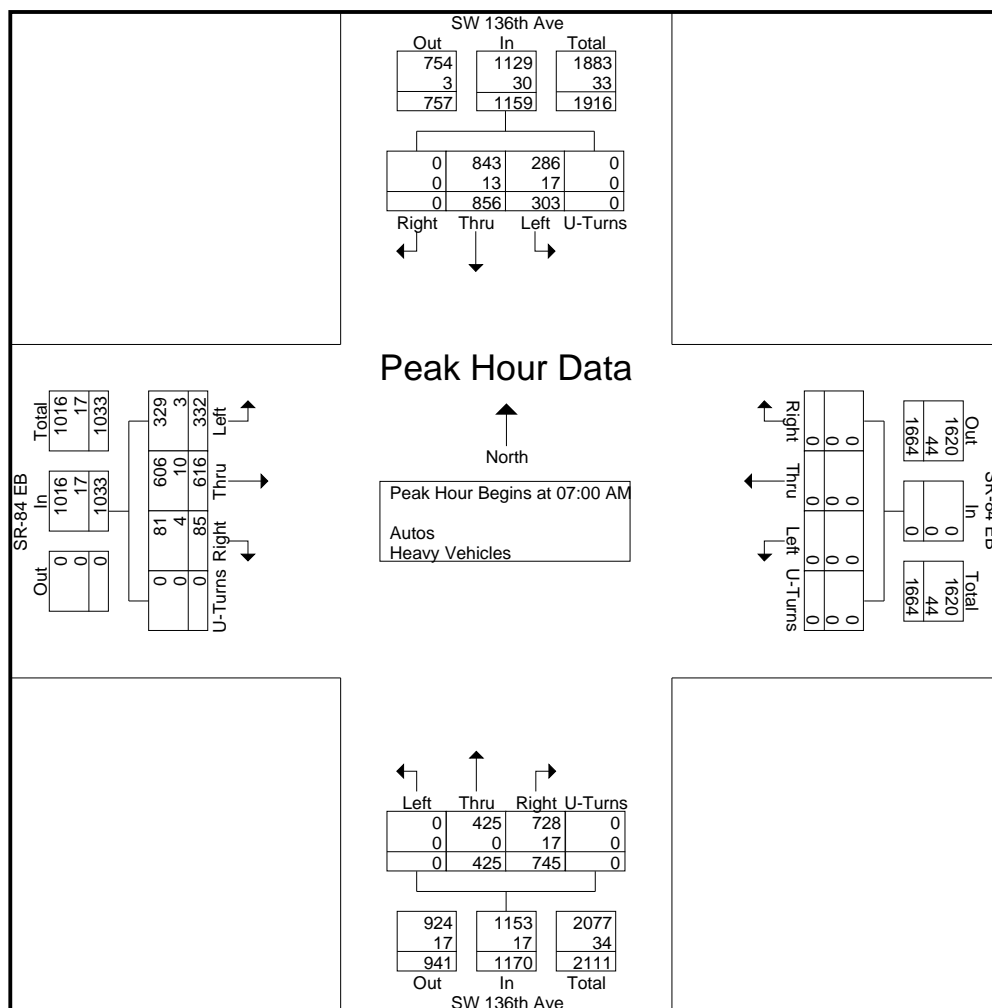 SW 136th Ave
Out In Total
754 1129 1883
3 30 33
757 1159 1916
0 843 286 0
0 13 17 0
0 856 303 0
Right Thru Left U-Turns
Peak Hour Data
North
Peak Hour Begins at 07:00 AM
Autos
Heavy Vehicles
SR-84 EB
Total In Out
1016 1016 0
17 17 0
1033 1033 0
329 606 81 0
3 10 4 0
332 616 85 0
Left Thru Right U-Turns
SR-84 EB
Out In Total
1620 0 1620
44 0 44
1664 0 1664
0 0 0 0
0 0 0 0
0 0 0 0
Right Thru Left U-Turns
Left Thru Right U-Turns
0 425 728 0
0 0 17 0
0 425 745 0
924 1153 2077
17 17 34
941 1170 2111
Out In Total
SW 136th Ave